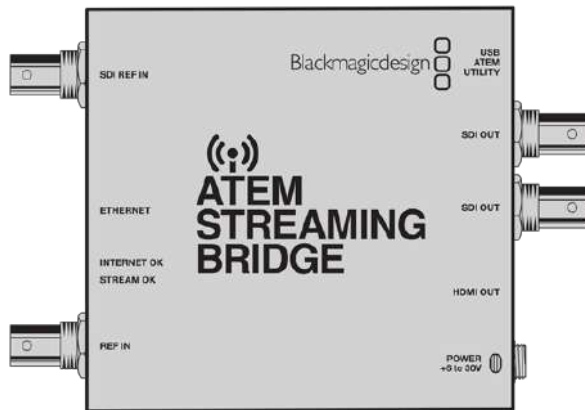 Blackmagicdesign
USB
ATEM
UTILITY
SDI REF IN
SDI OUT
ATEM
STREAMING
BRIDGE
ETHERNET
SDI OUT
INTERNET OK
STREAM OK
HDMI OUT
REF IN
POWER
+5 to 30V